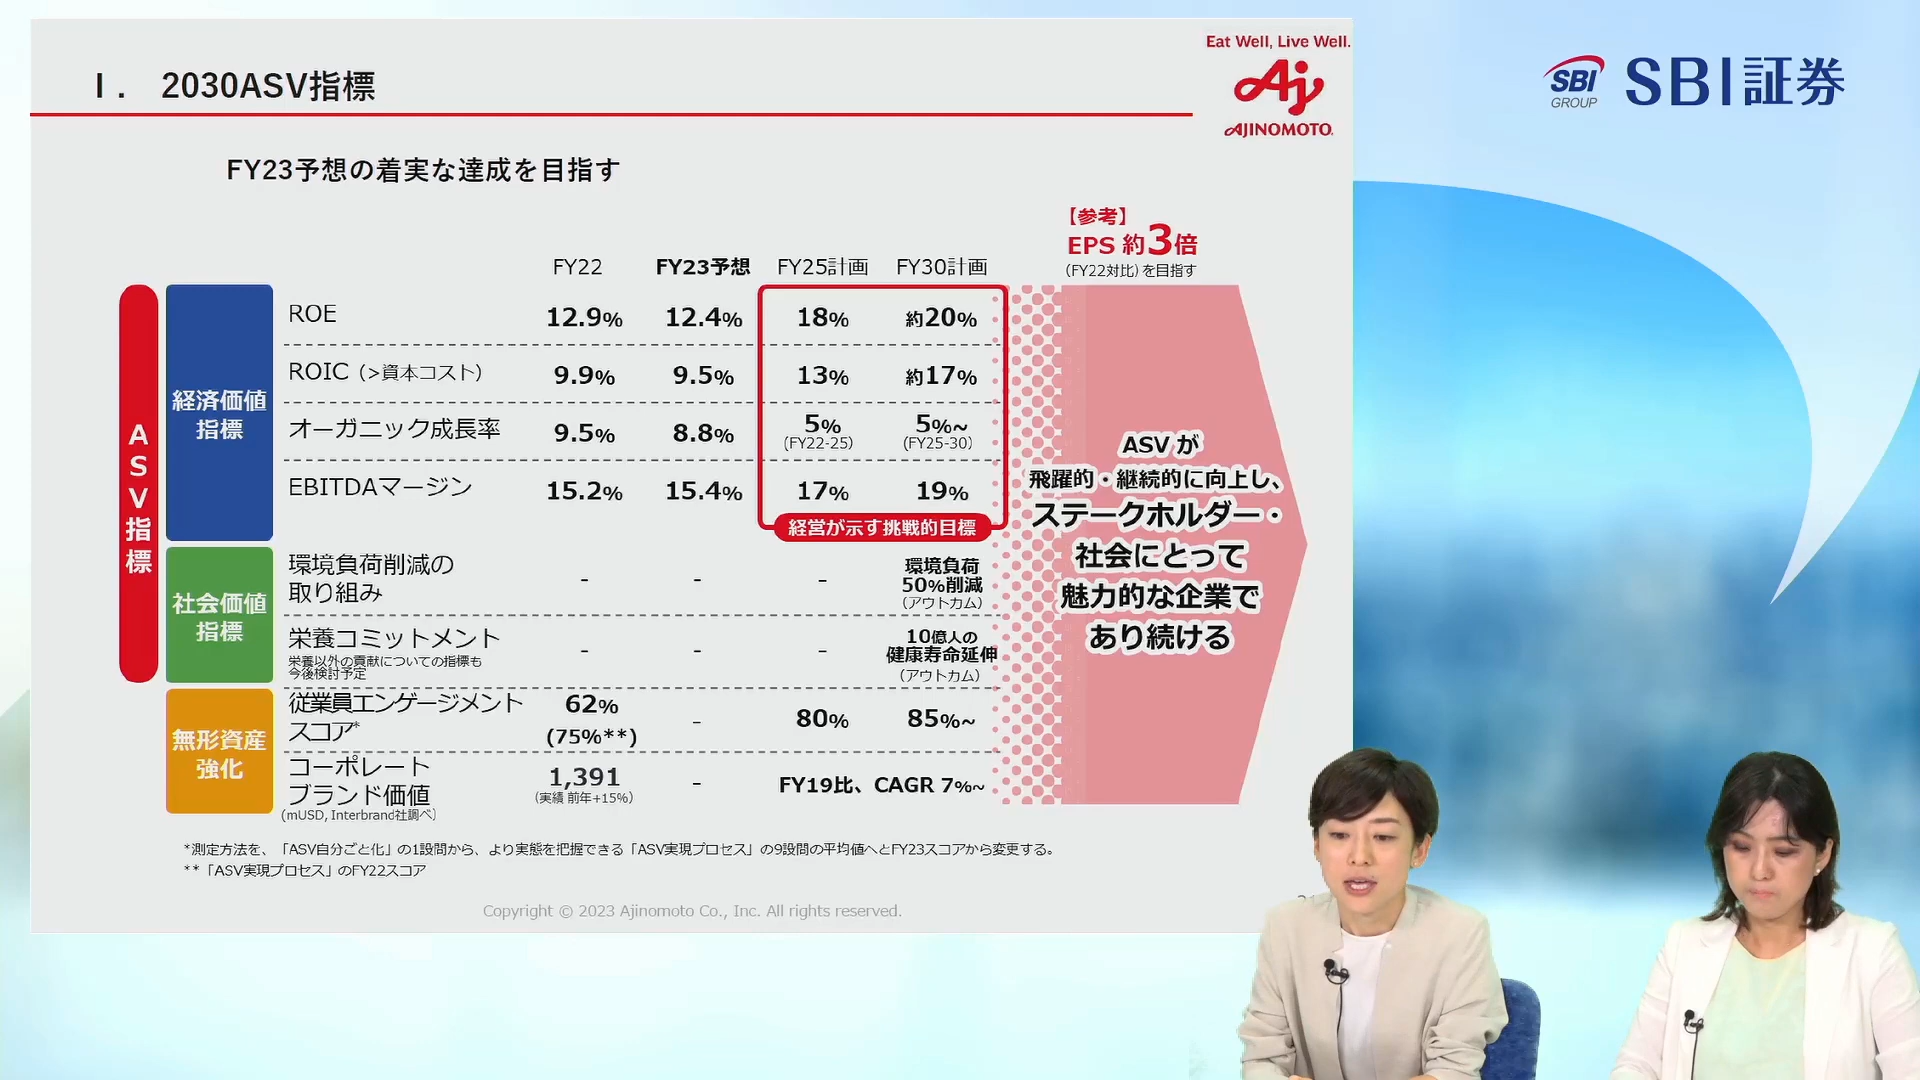 Eat Well, Live Well.
AJINOMOTO
SBI GROUP
SBI証券
Ⅰ. 2030ASV指標
FY23予想の着実な達成を目指す
【参考】
EPS 約3倍
(FY22対比) を目指す
FY22 FY23予想 FY25計画 FY30計画
ASV指標
経済価値
指標
ROE 12.9% 12.4% 18% 約20%
ROIC (>資本コスト) 9.9% 9.5% 13% 約17%
オーガニック成長率 9.5% 8.8% 5% 5%~
(FY22-25) (FY25-30)
EBITDAマージン 15.2% 15.4% 17% 19%
経営が示す挑戦的目標
社会価値
指標
環境負荷削減の
取り組み - - - 環境負荷
50%削減
(アウトカム)
栄養コミットメント
栄養以外の貢献についての指標も
今後検討予定
- - - 10億人の
健康寿命延伸
(アウトカム)
無形資産
強化
従業員エンゲージメント
スコア*
62%
(75%**)
- 80% 85%~
コーポレート
ブランド価値
(mUSD, Interbrand社調べ)
1,391
(実績 前年+15%)
- FY19比、CAGR 7%~
ASV が
飛躍的・継続的に向上し、
ステークホルダー・
社会にとって
魅力的な企業で
あり続ける
*測定方法を、「ASV自分ごと化」の1設問から、より実態を把握できる「ASV実現プロセス」の9設問の平均値へとFY23スコアから変更する。
**「ASV実現プロセス」のFY22スコア
Copyright © 2023 Ajinomoto Co., Inc. All rights reserved.